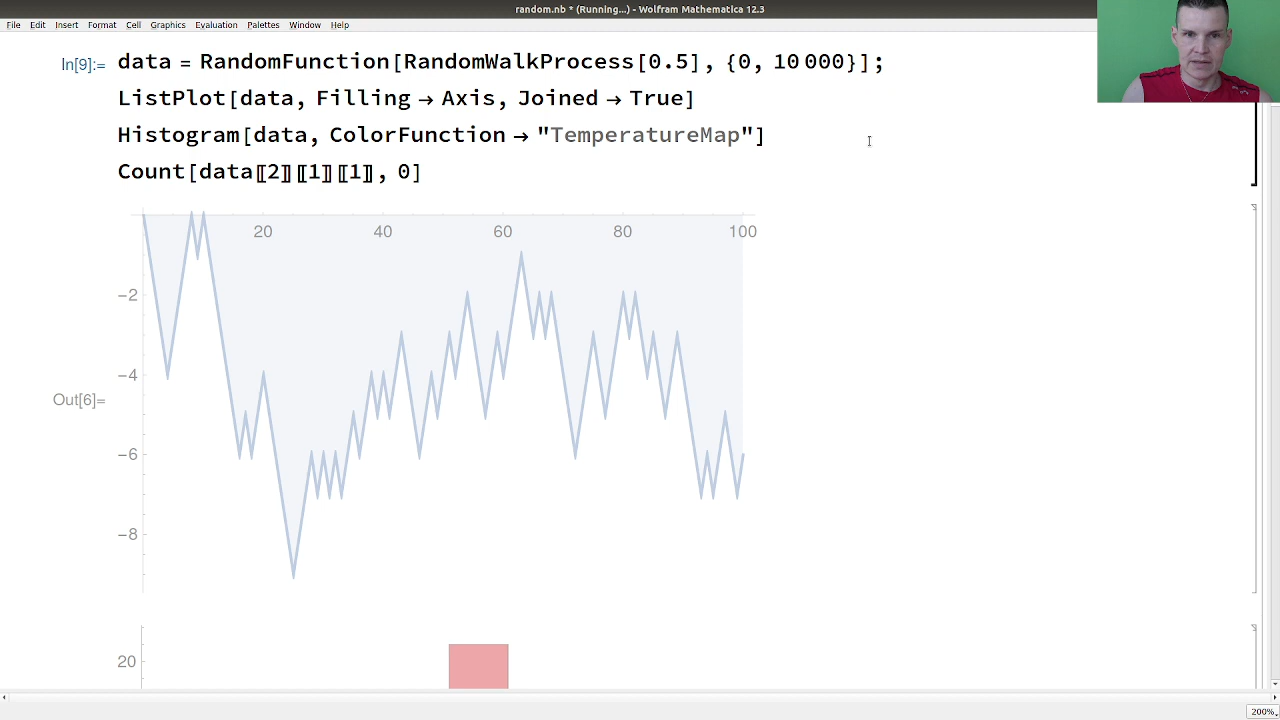 random.nb * (Running...) - Wolfram Mathematica 12.3
File Edit Insert Format Cell Graphics Evaluation Palettes Window Help
In[9]:= data = RandomFunction[RandomWalkProcess[0.5], {0, 10 000}];
ListPlot[data, Filling → Axis, Joined → True]
Histogram[data, ColorFunction → "TemperatureMap"]
Count[data〚2〛〚1〛〚1〛, 0]
20 40 60 80 100
−2
−4
Out[6]=
−6
−8
20
200%